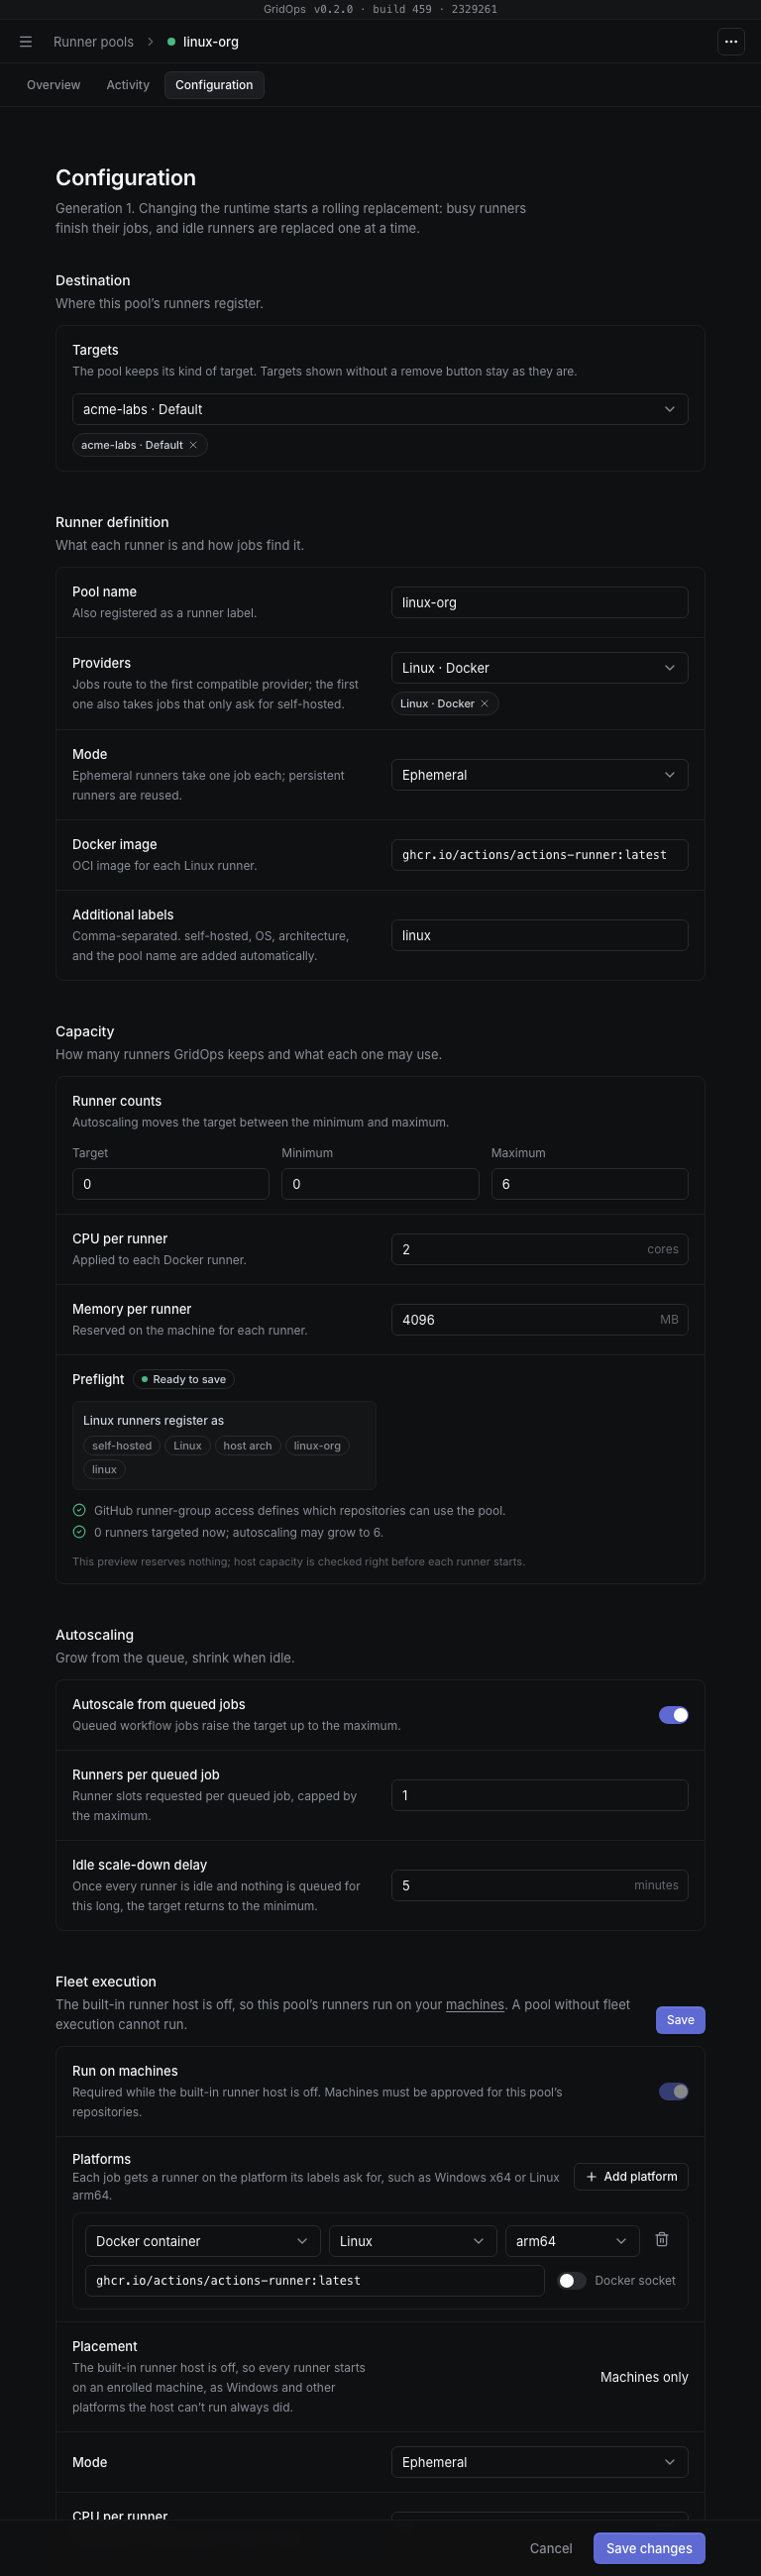 GridOps v0.2.0 · build 459 · 2329261
Runner pools
linux-org
Overview
Activity
Configuration
Configuration
Generation 1. Changing the runtime starts a rolling replacement: busy runners
finish their jobs, and idle runners are replaced one at a time.
Destination
Where this pool’s runners register.
Targets
The pool keeps its kind of target. Targets shown without a remove button stay as they are.
acme-labs · Default
acme-labs · Default
Runner definition
What each runner is and how jobs find it.
Pool name
Also registered as a runner label.
linux-org
Providers
Jobs route to the first compatible provider; the first
one also takes jobs that only ask for self-hosted.
Linux · Docker
Linux · Docker
Mode
Ephemeral runners take one job each; persistent
runners are reused.
Ephemeral
Docker image
OCI image for each Linux runner.
ghcr.io/actions/actions-runner:latest
Additional labels
Comma-separated. self-hosted, OS, architecture,
and the pool name are added automatically.
linux
Capacity
How many runners GridOps keeps and what each one may use.
Runner counts
Autoscaling moves the target between the minimum and maximum.
Target
Minimum
Maximum
0
0
6
CPU per runner
Applied to each Docker runner.
2
cores
Memory per runner
Reserved on the machine for each runner.
4096
MB
Preflight
Ready to save
Linux runners register as
self-hosted
Linux
host arch
linux-org
linux
GitHub runner-group access defines which repositories can use the pool.
0 runners targeted now; autoscaling may grow to 6.
This preview reserves nothing; host capacity is checked right before each runner starts.
Autoscaling
Grow from the queue, shrink when idle.
Autoscale from queued jobs
Queued workflow jobs raise the target up to the maximum.
Runners per queued job
Runner slots requested per queued job, capped by
the maximum.
1
Idle scale-down delay
Once every runner is idle and nothing is queued for
this long, the target returns to the minimum.
5
minutes
Fleet execution
The built-in runner host is off, so this pool’s runners run on your machines. A pool without fleet
execution cannot run.
Save
Run on machines
Required while the built-in runner host is off. Machines must be approved for this pool’s
repositories.
Platforms
Each job gets a runner on the platform its labels ask for, such as Windows x64 or Linux
arm64.
Add platform
Docker container
Linux
arm64
ghcr.io/actions/actions-runner:latest
Docker socket
Placement
The built-in runner host is off, so every runner starts
on an enrolled machine, as Windows and other
platforms the host can’t run always did.
Machines only
Mode
Ephemeral
CPU per runner
Cancel
Save changes